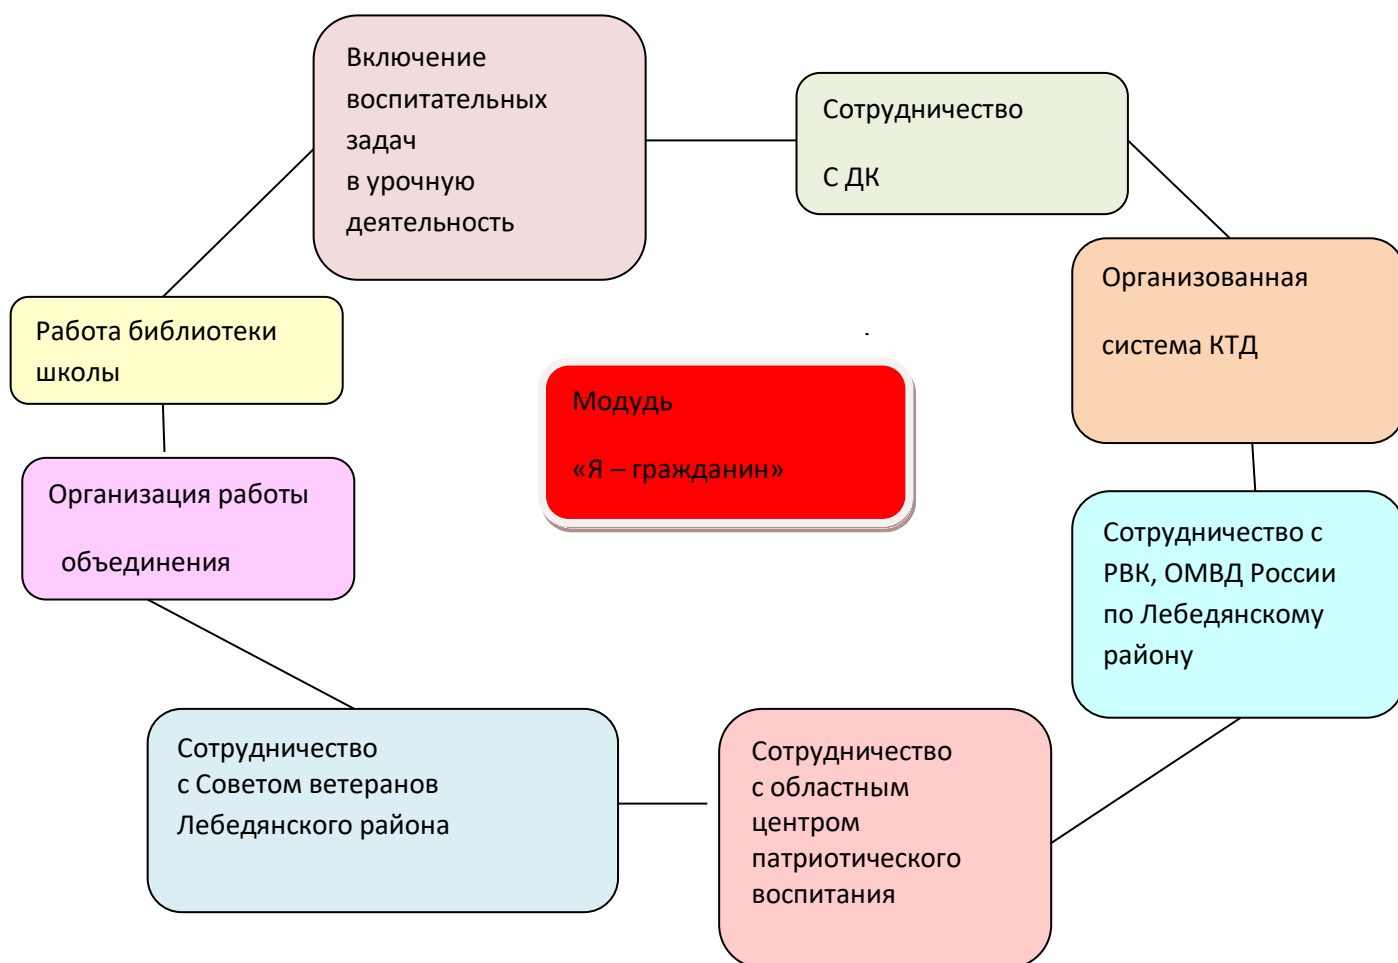 Включение
воспитательных
задач
в урочную
деятельность
Сотрудничество
С ДК
Организованная
система КТД
Работа библиотеки
школы
Модудь
«Я – гражданин»
Организация работы
объединения
Сотрудничество с
РВК, ОМВД России
по Лебедянскому
району
Сотрудничество
с Советом ветеранов
Лебедянского района
Сотрудничество
с областным
центром
патриотического
воспитания